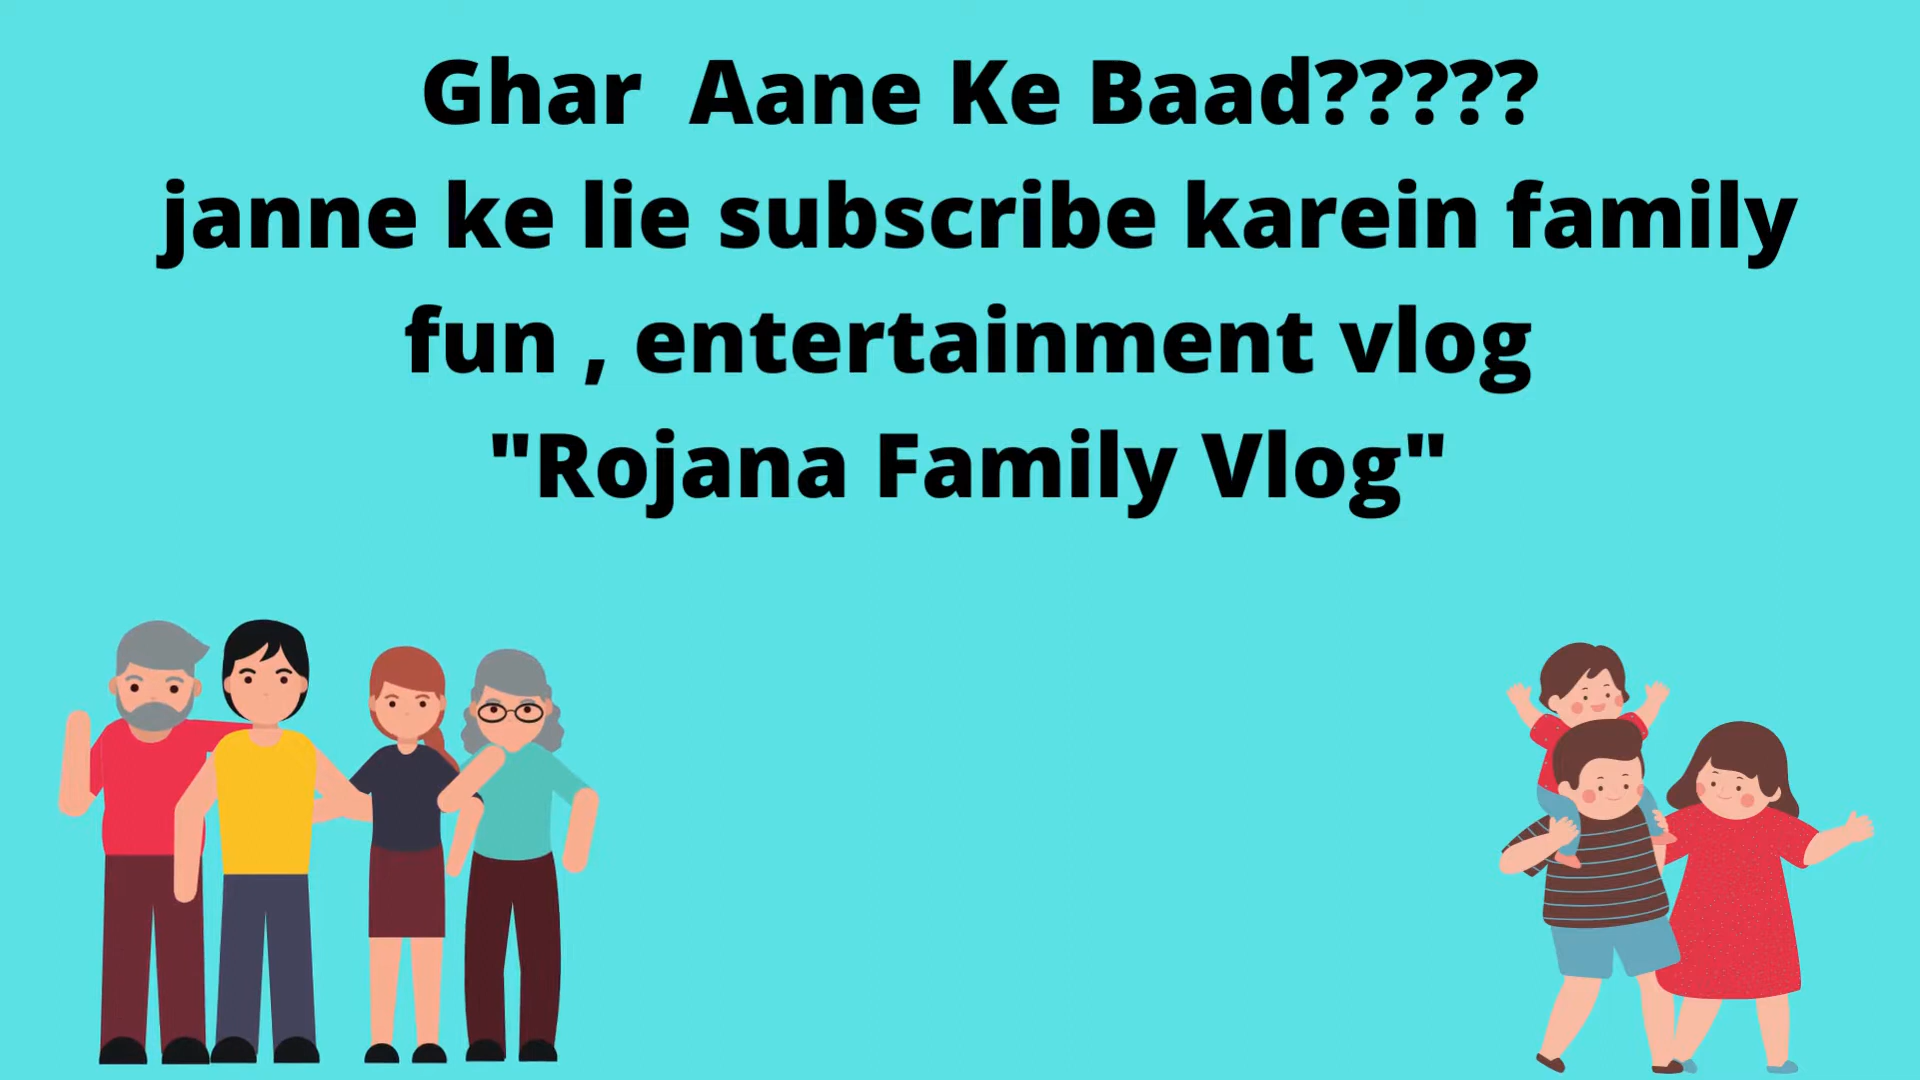 Ghar Aane Ke Baad?????
janne ke lie subscribe karein family
fun , entertainment vlog
"Rojana Family Vlog"